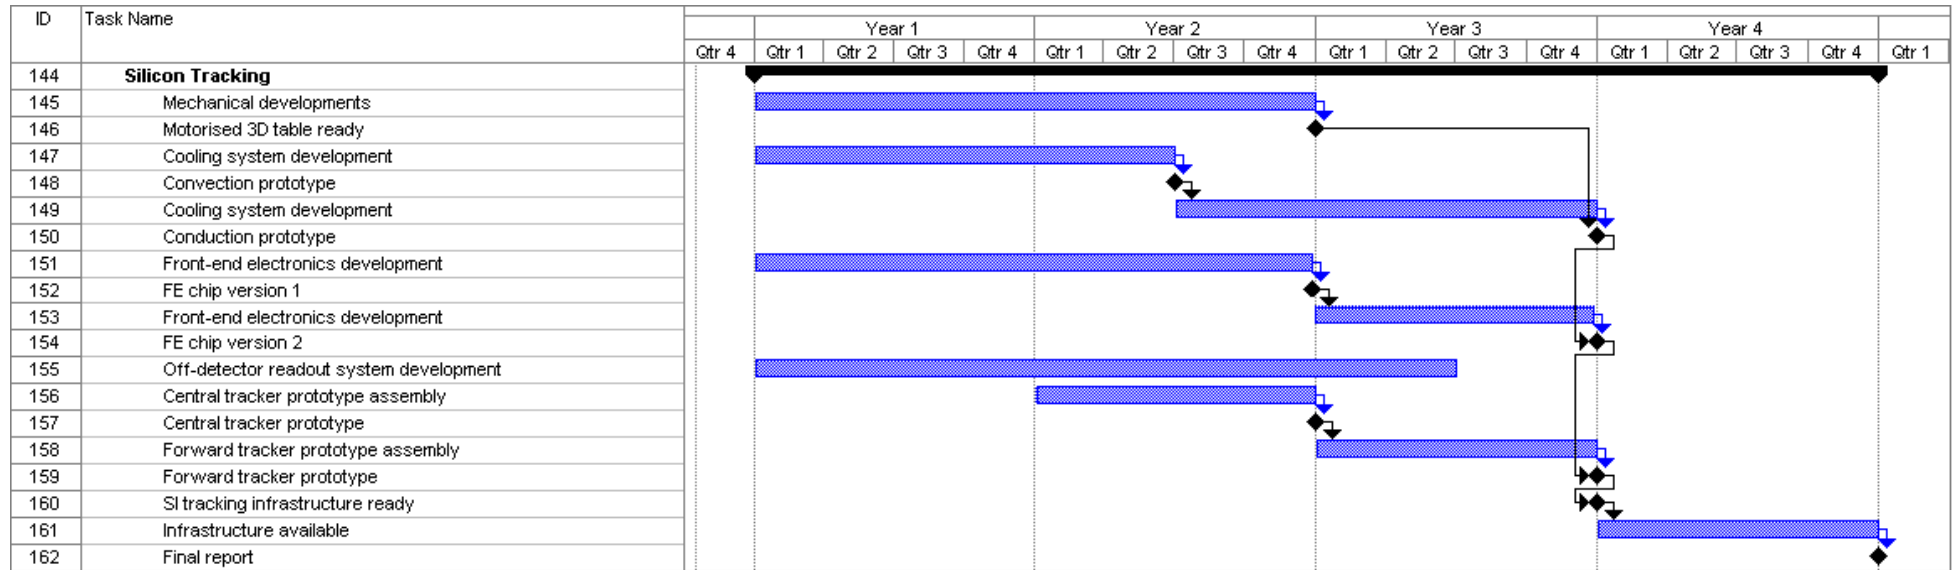 ID Task Name
Year 1 Year 2 Year 3 Year 4
Qtr 4 Qtr 1 Qtr 2 Qtr 3 Qtr 4 Qtr 1 Qtr 2 Qtr 3 Qtr 4 Qtr 1 Qtr 2 Qtr 3 Qtr 4 Qtr 1 Qtr 2 Qtr 3 Qtr 4 Qtr 1
144 Silicon Tracking
145 Mechanical developments
146 Motorised 3D table ready
147 Cooling system development
148 Convection prototype
149 Cooling system development
150 Conduction prototype
151 Front-end electronics development
152 FE chip version 1
153 Front-end electronics development
154 FE chip version 2
155 Off-detector readout system development
156 Central tracker prototype assembly
157 Central tracker prototype
158 Forward tracker prototype assembly
159 Forward tracker prototype
160 SI tracking infrastructure ready
161 Infrastructure available
162 Final report